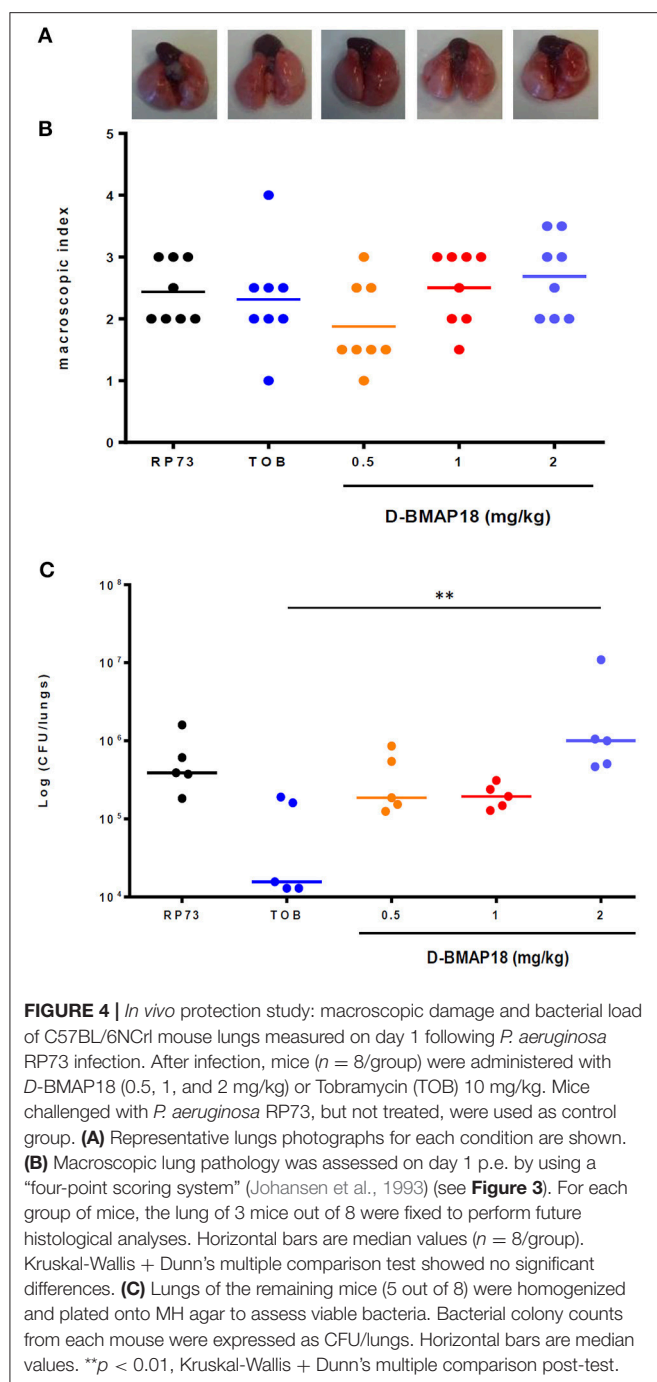 A
B
5
4
3
2
1
0
macroscopic index
RP73
TOB
0.5
1
2
D-BMAP18 (mg/kg)
C
10⁸
10⁷
10⁶
10⁵
10⁴
Log (CFU/lungs)
**
RP73
TOB
0.5
1
2
D-BMAP18 (mg/kg)
FIGURE 4 | In vivo protection study: macroscopic damage and bacterial load
of C57BL/6NCrl mouse lungs measured on day 1 following P. aeruginosa
RP73 infection. After infection, mice (n = 8/group) were administered with
D-BMAP18 (0.5, 1, and 2 mg/kg) or Tobramycin (TOB) 10 mg/kg. Mice
challenged with P. aeruginosa RP73, but not treated, were used as control
group. (A) Representative lungs photographs for each condition are shown.
(B) Macroscopic lung pathology was assessed on day 1 p.e. by using a
“four-point scoring system” (Johansen et al., 1993) (see Figure 3). For each
group of mice, the lung of 3 mice out of 8 were fixed to perform future
histological analyses. Horizontal bars are median values (n = 8/group).
Kruskal-Wallis + Dunn’s multiple comparison test showed no significant
differences. (C) Lungs of the remaining mice (5 out of 8) were homogenized
and plated onto MH agar to assess viable bacteria. Bacterial colony counts
from each mouse were expressed as CFU/lungs. Horizontal bars are median
values. **p < 0.01, Kruskal-Wallis + Dunn’s multiple comparison post-test.